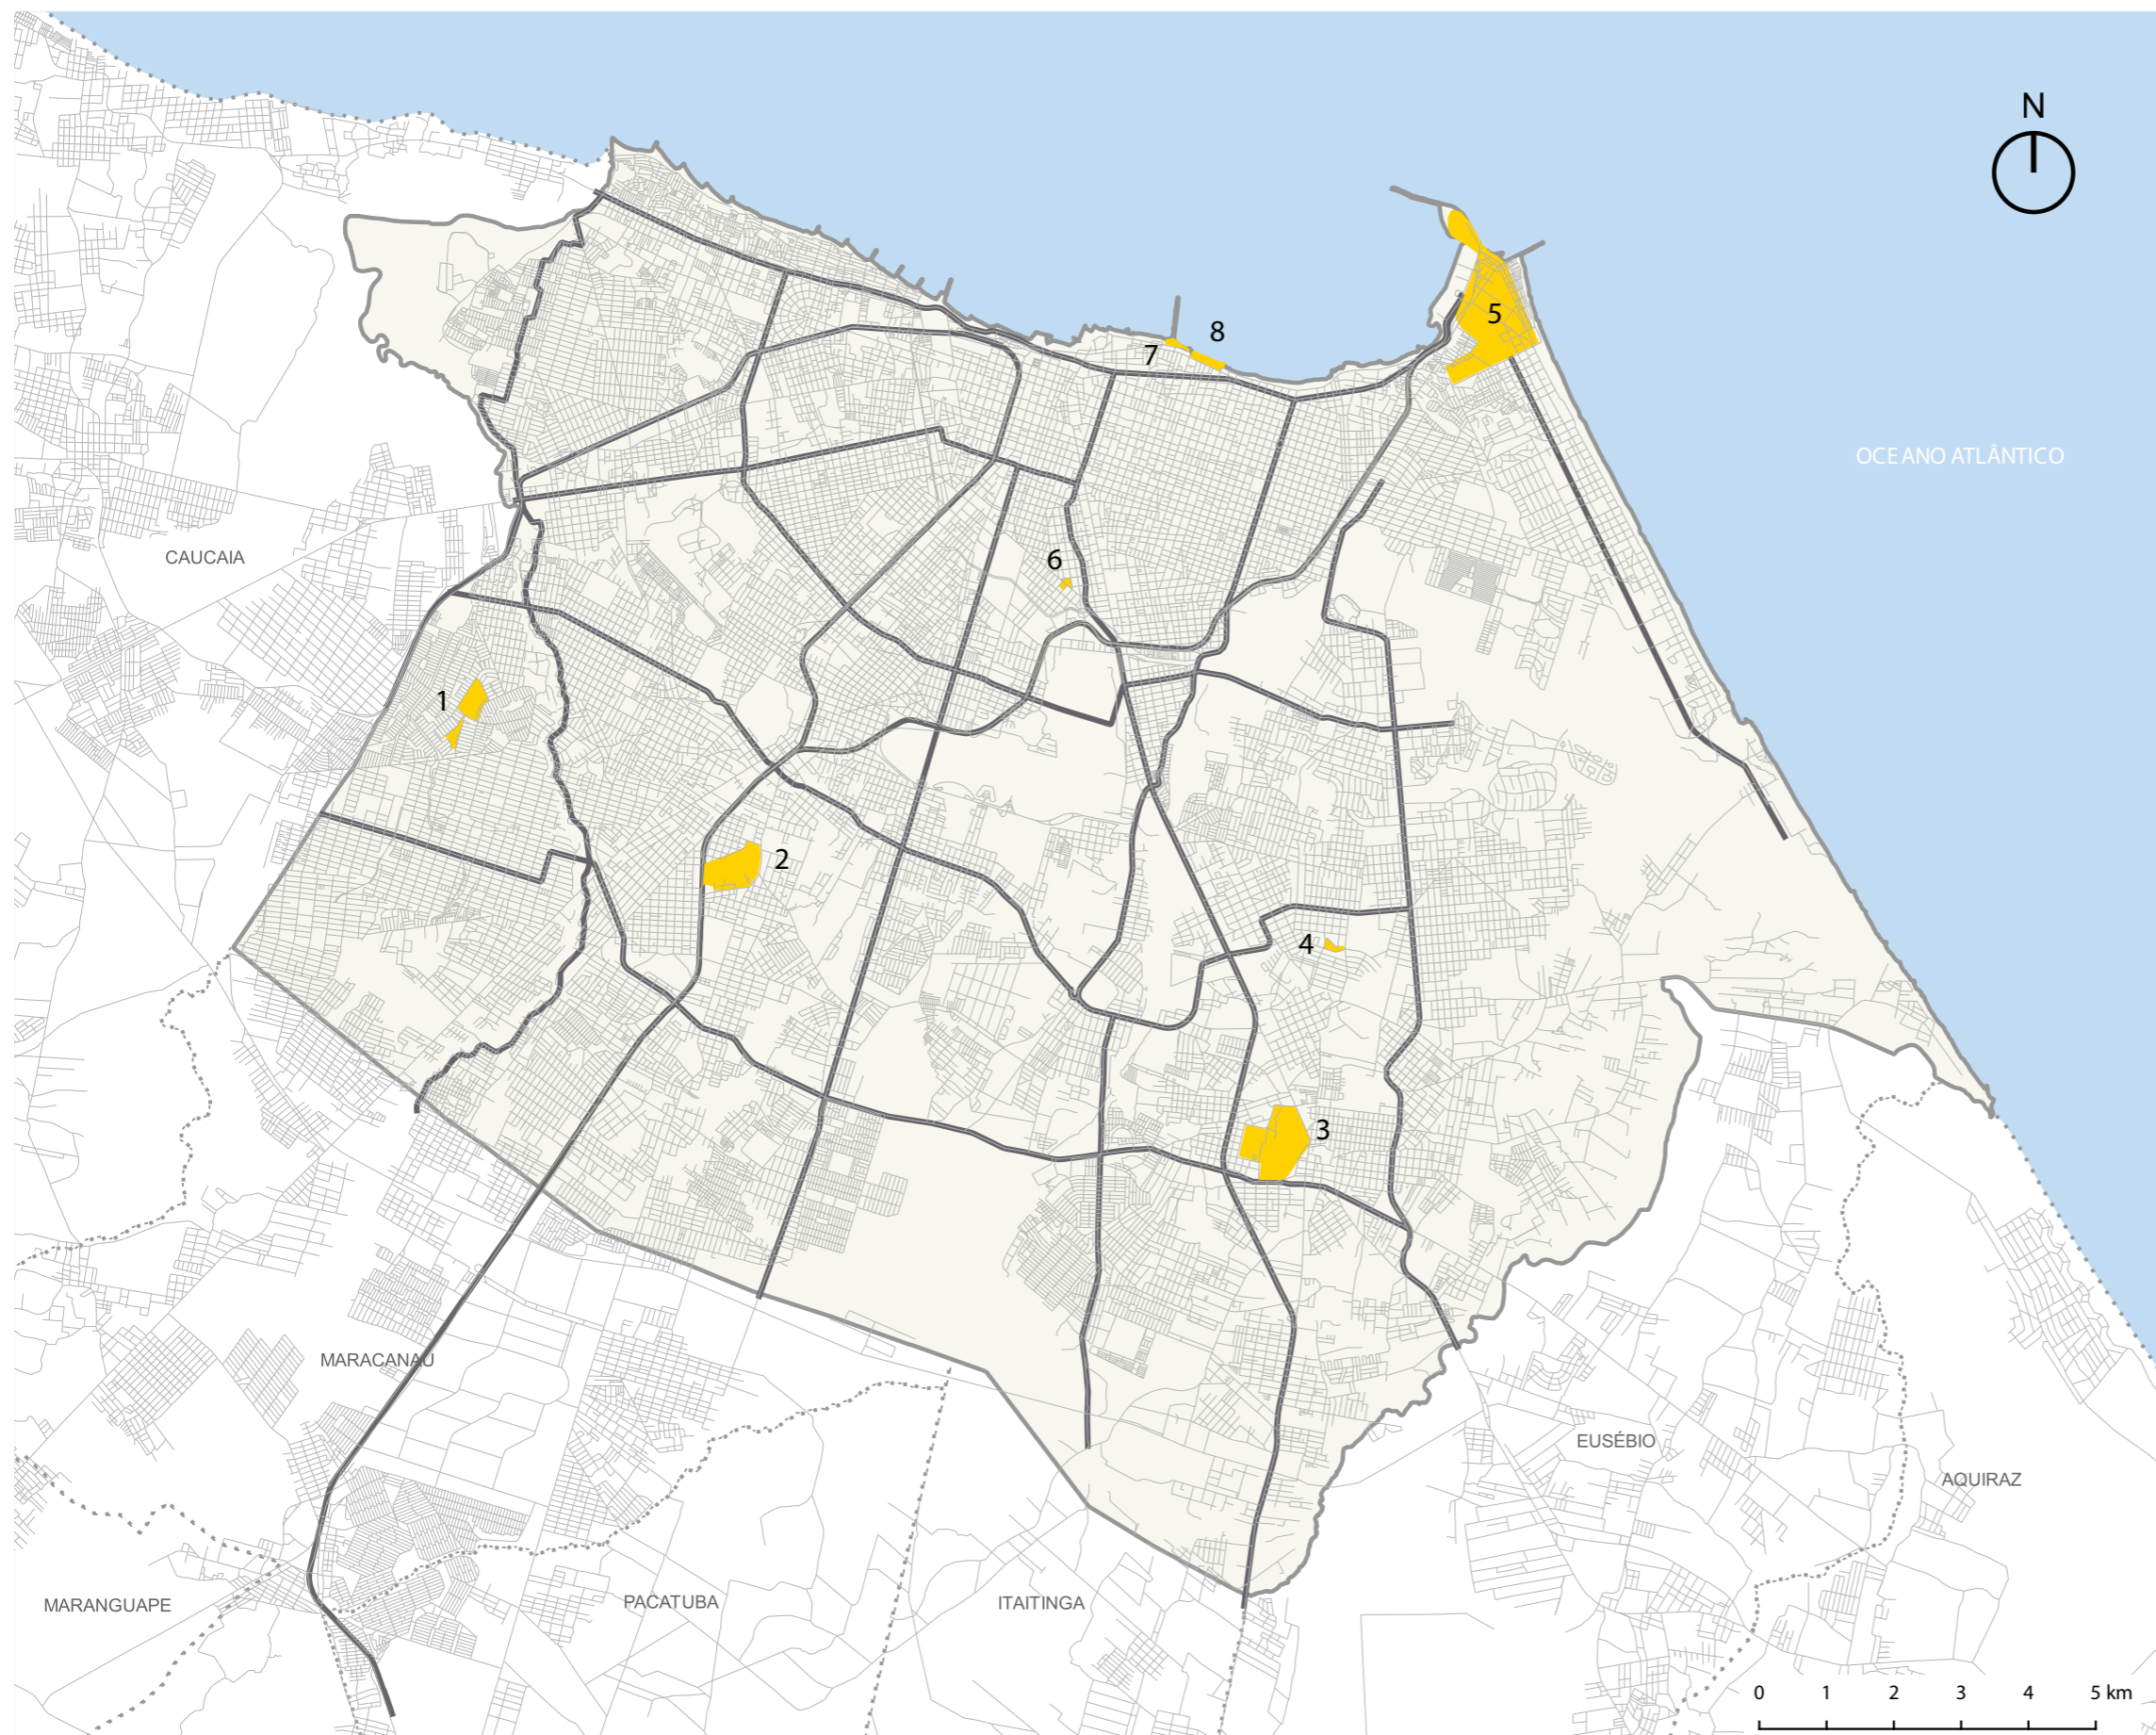 N
5
8
7
OCEANO ATLÂNTICO
CAUCAIA
6
1
2
4
3
MARACANAÚ
EUSÉBIO
AQUIRAZ
MARANGUAPE
PACATUBA
ITAITINGA
0 1 2 3 4 5 km